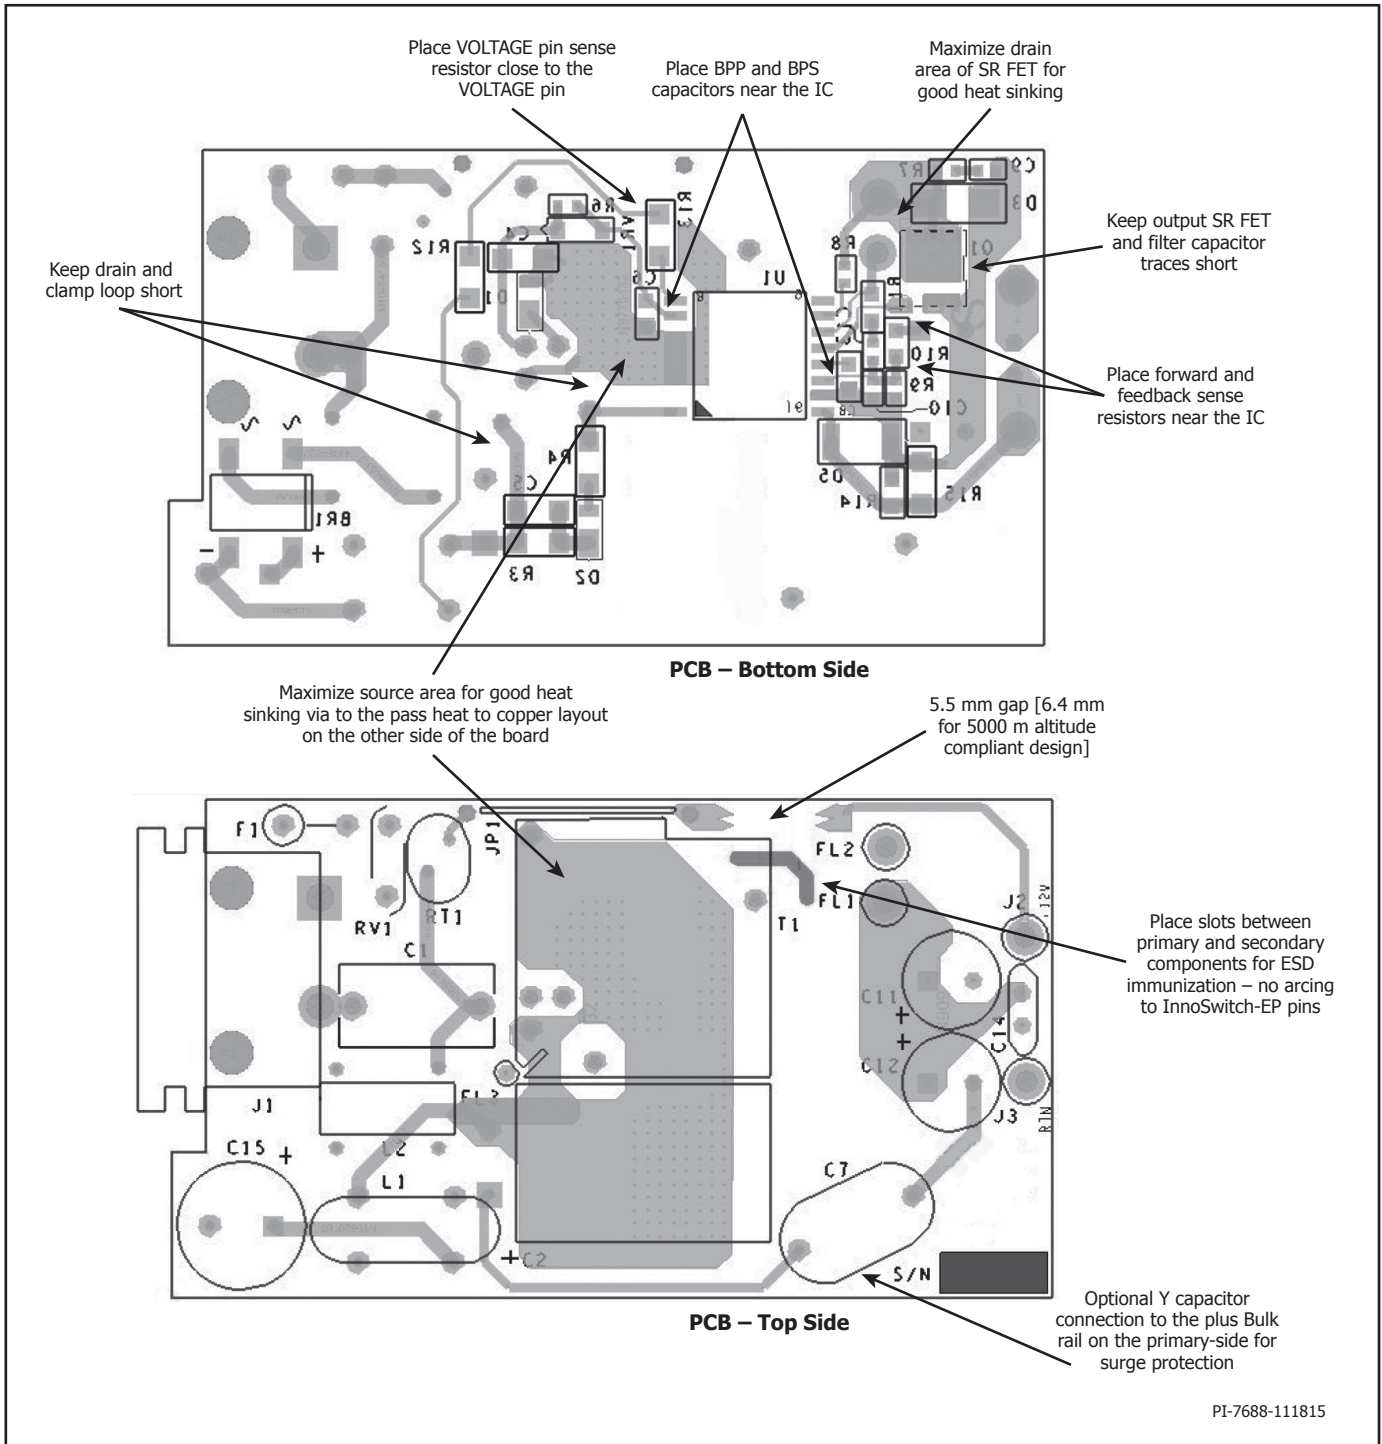 Place VOLTAGE pin sense
resistor close to the
VOLTAGE pin
Place BPP and BPS
capacitors near the IC
Maximize drain
area of SR FET for
good heat sinking
Keep output SR FET
and filter capacitor
traces short
Keep drain and
clamp loop short
Place forward and
feedback sense
resistors near the IC
R7
C9
D3
Q1
R6
VR1
R13
R12
C4
C6
U1
R8
R10
R9
C10
R4
C5
D5
R14
R15
BR1
-
+
R3
D2
PCB – Bottom Side
Maximize source area for good heat
sinking via to the pass heat to copper layout
on the other side of the board
5.5 mm gap [6.4 mm
for 5000 m altitude
compliant design]
F1
JP1
RV1
RT1
C1
T1
FL2
FL1
J2
C11
+
C14
+
C12
J3
RTN
FL3
J1
C15
+
L2
L1
+
C2
C7
S/N
Place slots between
primary and secondary
components for ESD
immunization – no arcing
to InnoSwitch-EP pins
PCB – Top Side
Optional Y capacitor
connection to the plus Bulk
rail on the primary-side for
surge protection
PI-7688-111815